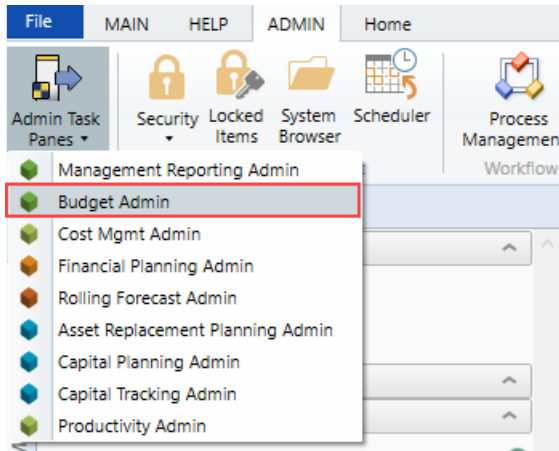 File MAIN HELP ADMIN Home
Admin Task Security Locked System Scheduler Process
Panes Items Browser Managemen
Management Reporting Admin Workflow
Budget Admin
Cost Mgmt Admin
Financial Planning Admin
Rolling Forecast Admin
Asset Replacement Planning Admin
Capital Planning Admin
Capital Tracking Admin
Productivity Admin